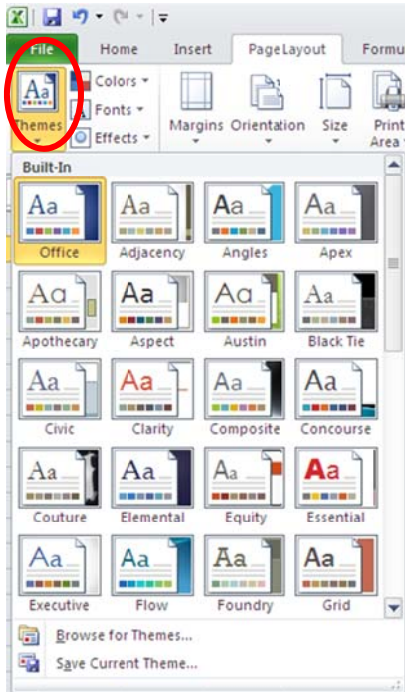 File Home Insert PageLayout Formu
Aa
Colors
Fonts
Effects
Themes Margins Orientation Size Print
Area
Built-In
Aa Aa Aa Aa
Office Adjacency Angles Apex
Aa Aa Aa Aa
Apothecary Aspect Austin Black Tie
Aa Aa Aa Aa
Civic Clarity Composite Concourse
Aa Aa Aa Aa
Couture Elemental Equity Essential
Aa Aa Aa Aa
Executive Flow Foundry Grid
Browse for Themes...
Save Current Theme...